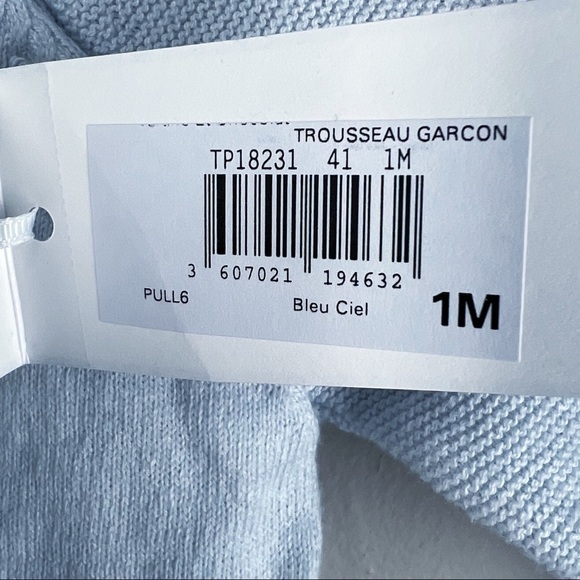 TROUSSEAU GARCON
TP18231 41 1M
3 607021 194632
PULL6 Bleu Ciel 1M